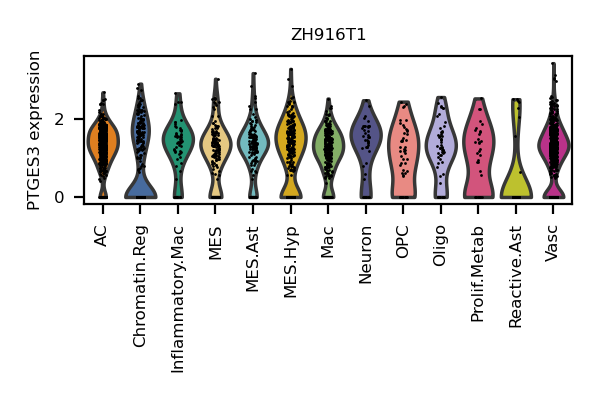 ZH916T1
PTGES3 expression
2
0
AC
Chromatin.Reg
Inflammatory.Mac
MES
MES.Ast
MES.Hyp
Mac
Neuron
OPC
Oligo
Prolif.Metab
Reactive.Ast
Vasc